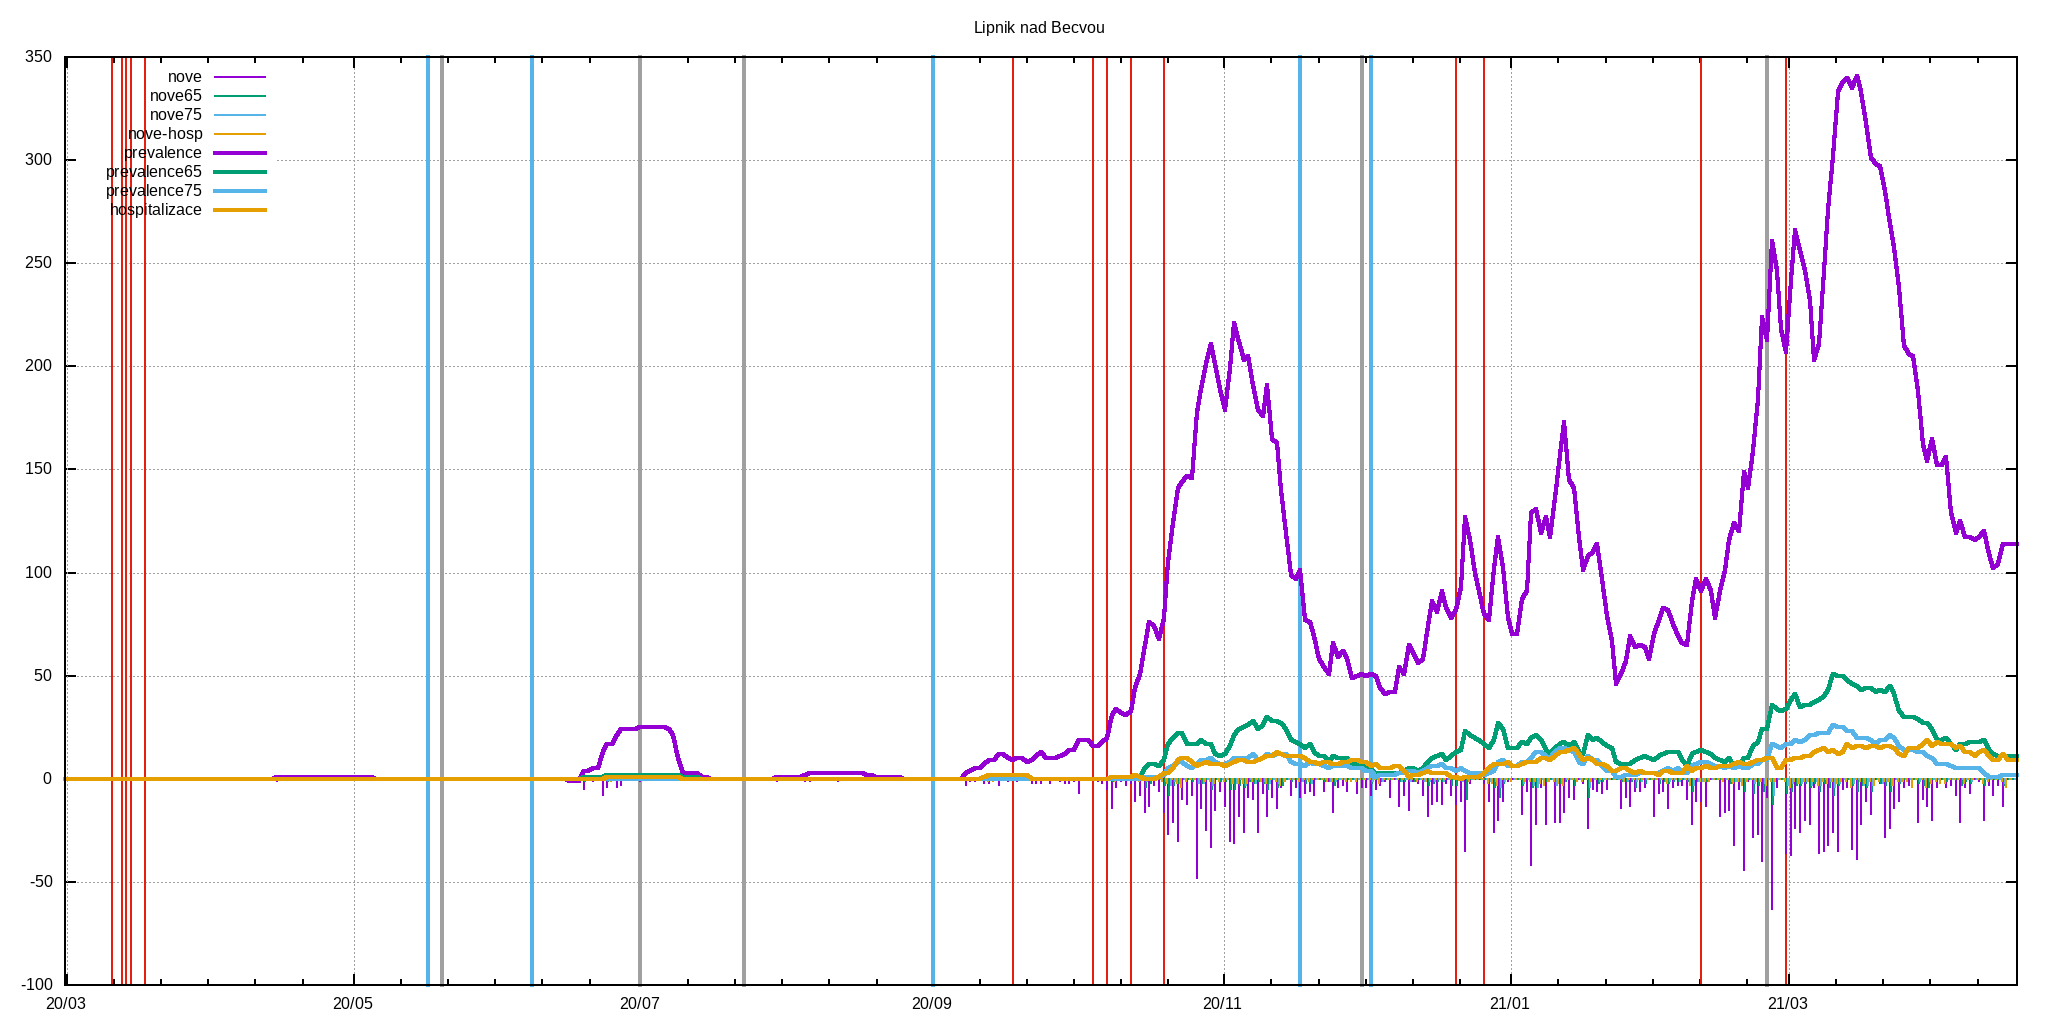 Lipnik nad Becvou
350
300
250
200
150
100
50
0
-50
-100
nove
nove65
nove75
nove-hosp
prevalence
prevalence65
prevalence75
hospitalizace
20/03 20/05 20/07 20/09 20/11 21/01 21/03